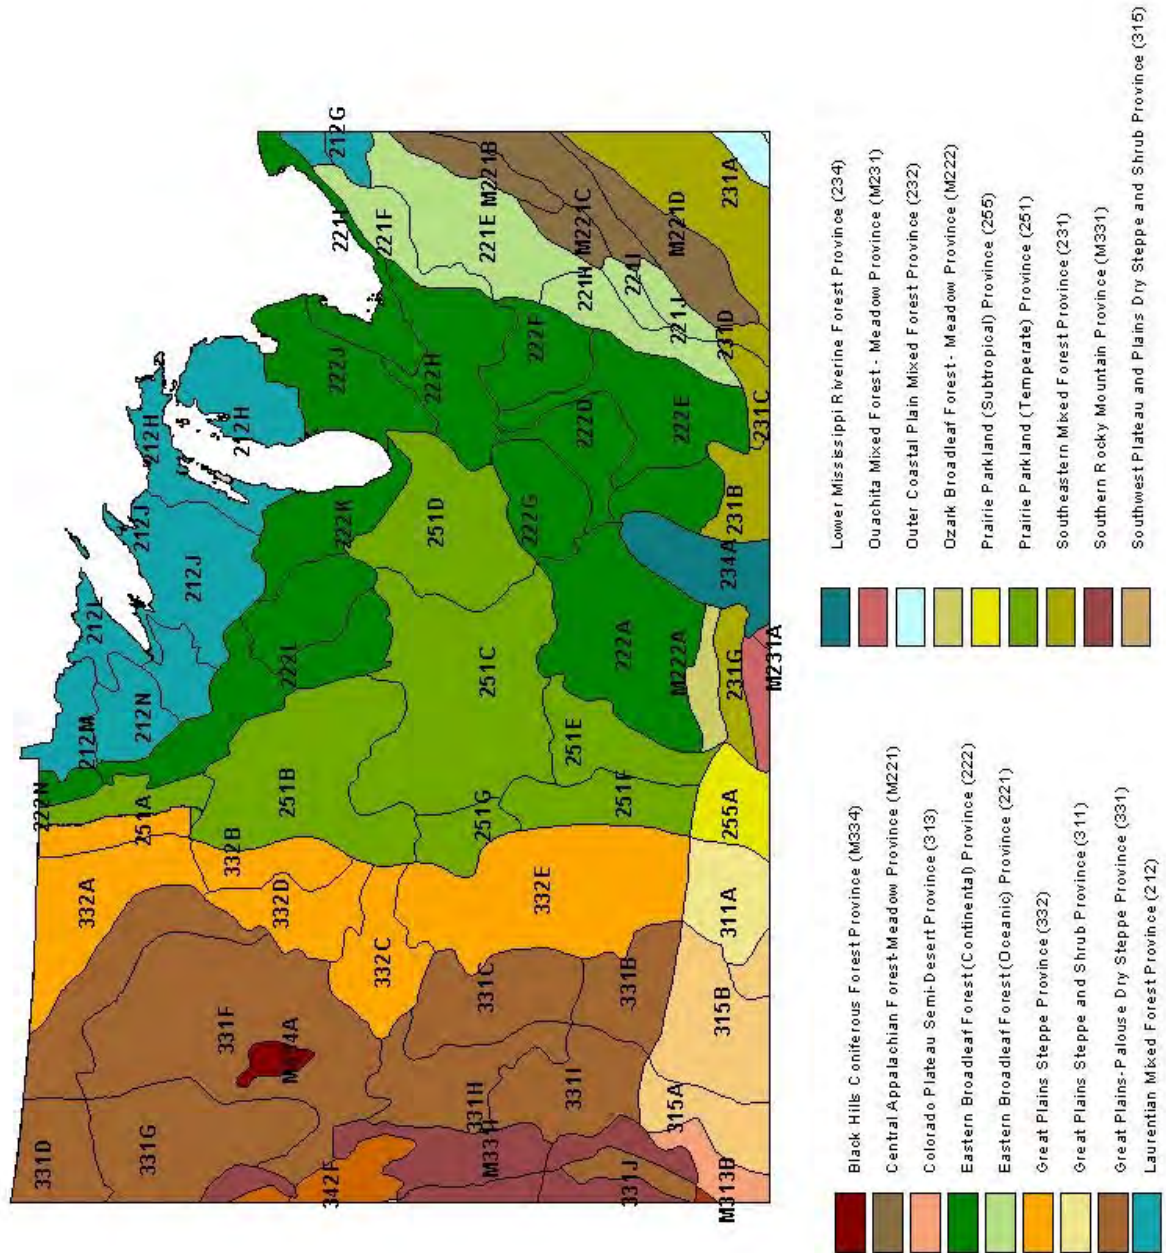 331D
332A
222N
212M
212L
331G
251A
212N
212J
212H
331F
332B
212J
212H
332D
251B
222L
342F
222K
222J
212G
332C
221F
251D
222H
M331H
331H
331C
251G
251C
221E
M221B
222G
222F
332E
331I
251E
222D
221H
M221C
331J
331B
251F
222A
315A
M222A
222E
221J
M221D
M313B
315B
311A
255A
231G
234A
231B
231D
231A
M231A
231C
Black Hills Coniferous Forest Province (M334)
Central Appalachian Forest-Meadow Province (M221)
Colorado Plateau Semi-Desert Province (313)
Eastern Broadleaf Forest (Continental) Province (222)
Eastern Broadleaf Forest (Oceanic) Province (221)
Great Plains Steppe Province (332)
Great Plains Steppe and Shrub Province (311)
Great Plains-Palouse Dry Steppe Province (331)
Laurentian Mixed Forest Province (212)
Lower Mississippi Riverine Forest Province (234)
Ouachita Mixed Forest - Meadow Province (M231)
Outer Coastal Plain Mixed Forest Province (232)
Ozark Broadleaf Forest - Meadow Province (M222)
Prairie Parkland (Subtropical) Province (255)
Prairie Parkland (Temperate) Province (251)
Southeastern Mixed Forest Province (231)
Southern Rocky Mountain Province (M331)
Southwest Plateau and Plains Dry Steppe and Shrub Province (315)